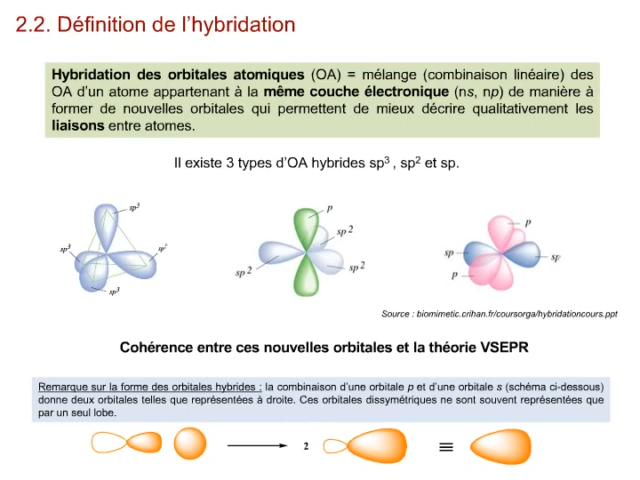 2.2. Définition de l'hybridation
Hybridation des orbitales atomiques (OA) = mélange (combinaison linéaire) des
OA d'un atome appartenant à la même couche électronique (ns, np) de manière à
former de nouvelles orbitales qui permettent de mieux décrire qualitativement les
liaisons entre atomes.
Il existe 3 types d'OA hybrides sp3 , sp2 et sp.
sp3
sp3
sp3
sp3
p
sp 2
sp 2
sp 2
p
sp
sp
p
Source : biomimetic.crihan.fr/coursorga/hybridationcours.ppt
Cohérence entre ces nouvelles orbitales et la théorie VSEPR
Remarque sur la forme des orbitales hybrides : la combinaison d'une orbitale p et d'une orbitale s (schéma ci-dessous)
donne deux orbitales telles que représentées à droite. Ces orbitales dissymétriques ne sont souvent représentées que
par un seul lobe.
2
≡